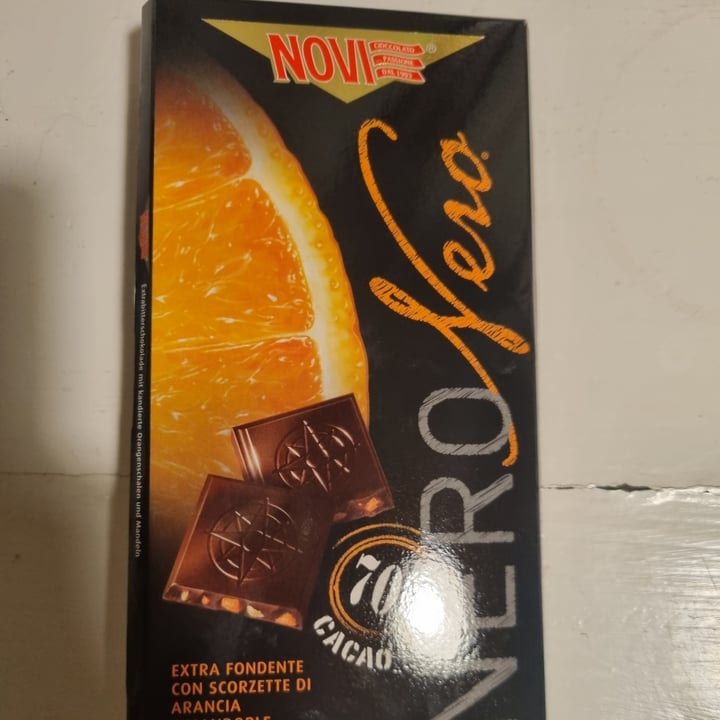 NOVI
CIOCCOLATO
PASSIONE
DAL 1903
®
Nero
NERO
70
CACAO
EXTRA FONDENTE
CON SCORZETTE DI
ARANCIA
Extrabitterschokolade mit kandierte Orangenschalen und Mandeln